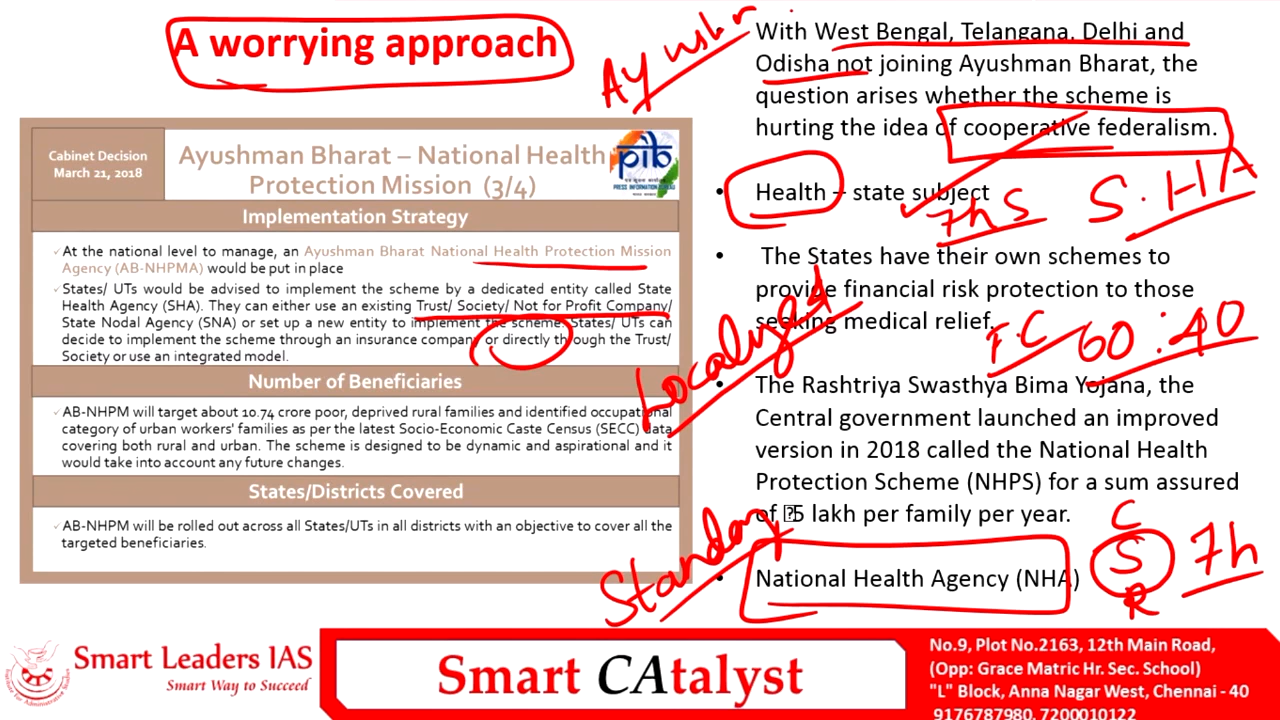 A worrying approach
Ayushman
Cabinet Decision
March 21, 2018
Ayushman Bharat – National Health
Protection Mission (3/4)
pib
PRESS INFORMATION BUREAU
Implementation Strategy
At the national level to manage, an Ayushman Bharat National Health Protection Mission
Agency (AB-NHPMA) would be put in place
States/ UTs would be advised to implement the scheme by a dedicated entity called State
Health Agency (SHA). They can either use an existing Trust/ Society/ Not for Profit Company/
State Nodal Agency (SNA) or set up a new entity to implement the scheme. States/ UTs can
decide to implement the scheme through an insurance company or directly through the Trust/
Society or use an integrated model.
Number of Beneficiaries
AB-NHPM will target about 10.74 crore poor, deprived rural families and identified occupational
category of urban workers' families as per the latest Socio-Economic Caste Census (SECC) data
covering both rural and urban. The scheme is designed to be dynamic and aspirational and it
would take into account any future changes.
States/Districts Covered
AB-NHPM will be rolled out across all States/UTs in all districts with an objective to cover all the
targeted beneficiaries.
• With West Bengal, Telangana, Delhi and
Odisha not joining Ayushman Bharat, the
question arises whether the scheme is
hurting the idea of cooperative federalism.
• Health – state subject
7th S S.HA
• The States have their own schemes to
provide financial risk protection to those
seeking medical relief.
F.C 60:40
Localized
• The Rashtriya Swasthya Bima Yojana, the
Central government launched an improved
version in 2018 called the National Health
Protection Scheme (NHPS) for a sum assured
of 5 lakh per family per year.
• National Health Agency (NHA)
C
S 7h
R
Smart Leaders IAS
Smart Way to Succeed
Smart CAtalyst
No.9, Plot No.2163, 12th Main Road,
(Opp: Grace Matric Hr. Sec. School)
"L" Block, Anna Nagar West, Chennai - 40
9176787980, 7200010122